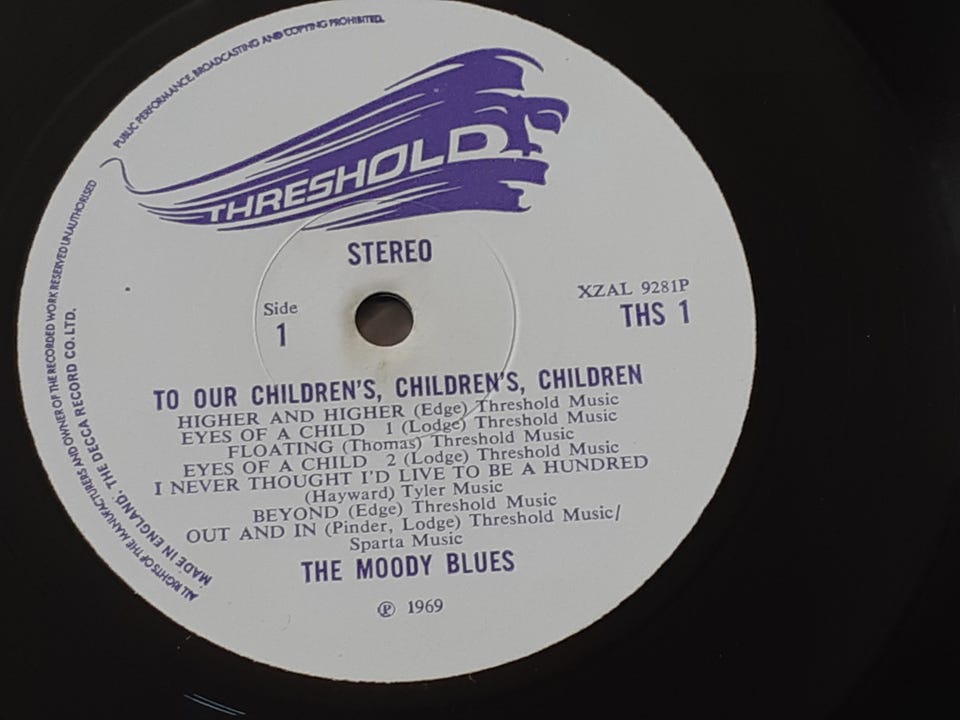 PUBLIC PERFORMANCE, BROADCASTING AND COPYING PROHIBITED.
THRESHOLD
STEREO
Side
1
XZAL 9281P
THS 1
TO OUR CHILDREN'S, CHILDREN'S, CHILDREN
HIGHER AND HIGHER (Edge) Threshold Music
EYES OF A CHILD 1 (Lodge) Threshold Music
FLOATING (Thomas) Threshold Music
EYES OF A CHILD 2 (Lodge) Threshold Music
I NEVER THOUGHT I'D LIVE TO BE A HUNDRED
(Hayward) Tyler Music
BEYOND (Edge) Threshold Music
OUT AND IN (Pinder, Lodge) Threshold Music/
Sparta Music
THE MOODY BLUES
℗ 1969
ALL RIGHTS OF THE MANUFACTURERS AND OWNER OF THE RECORDED WORK RESERVED UNAUTHORISED
MADE IN ENGLAND, THE DECCA RECORD CO. LTD.